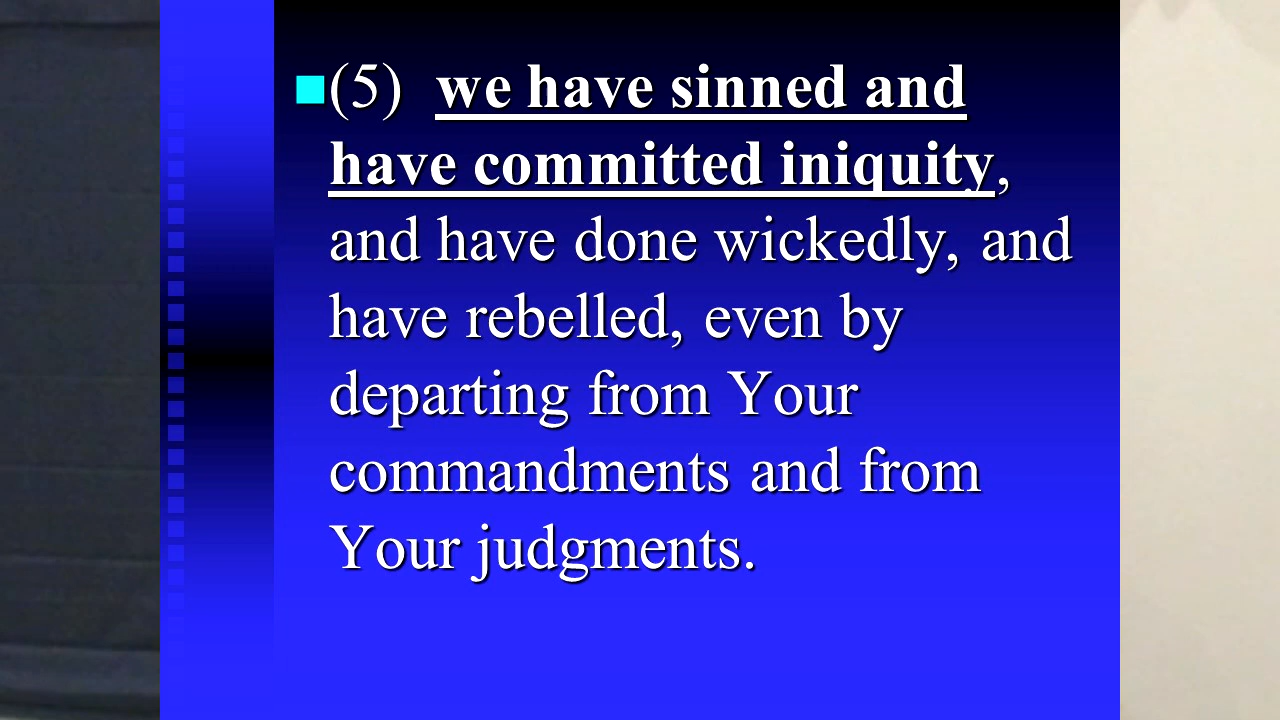 (5) we have sinned and
have committed iniquity,
and have done wickedly, and
have rebelled, even by
departing from Your
commandments and from
Your judgments.